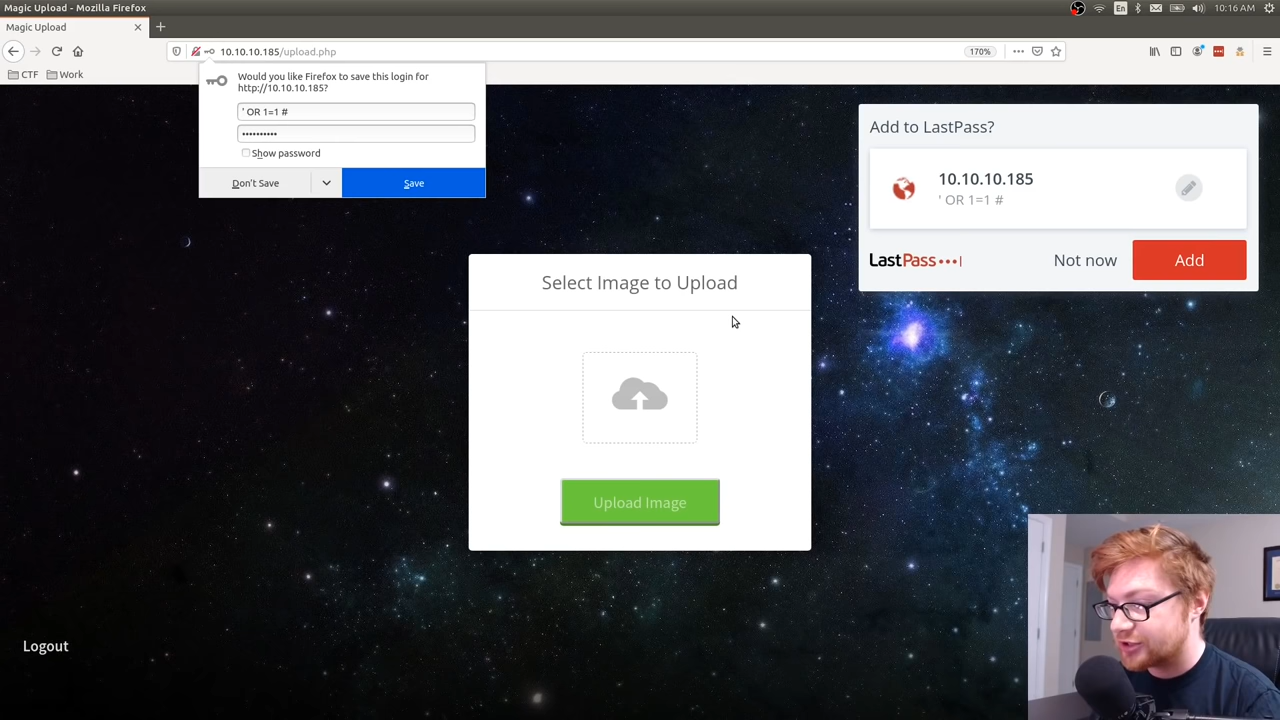 Magic Upload - Mozilla Firefox
En
10:16 AM
Magic Upload
10.10.10.185/upload.php
170%
CTF
Work
Would you like Firefox to save this login for
http://10.10.10.185?
' OR 1=1 #
••••••••••
Show password
Don't Save
Save
Add to LastPass?
10.10.10.185
' OR 1=1 #
LastPass•••|
Not now
Add
Select Image to Upload
Upload Image
Logout